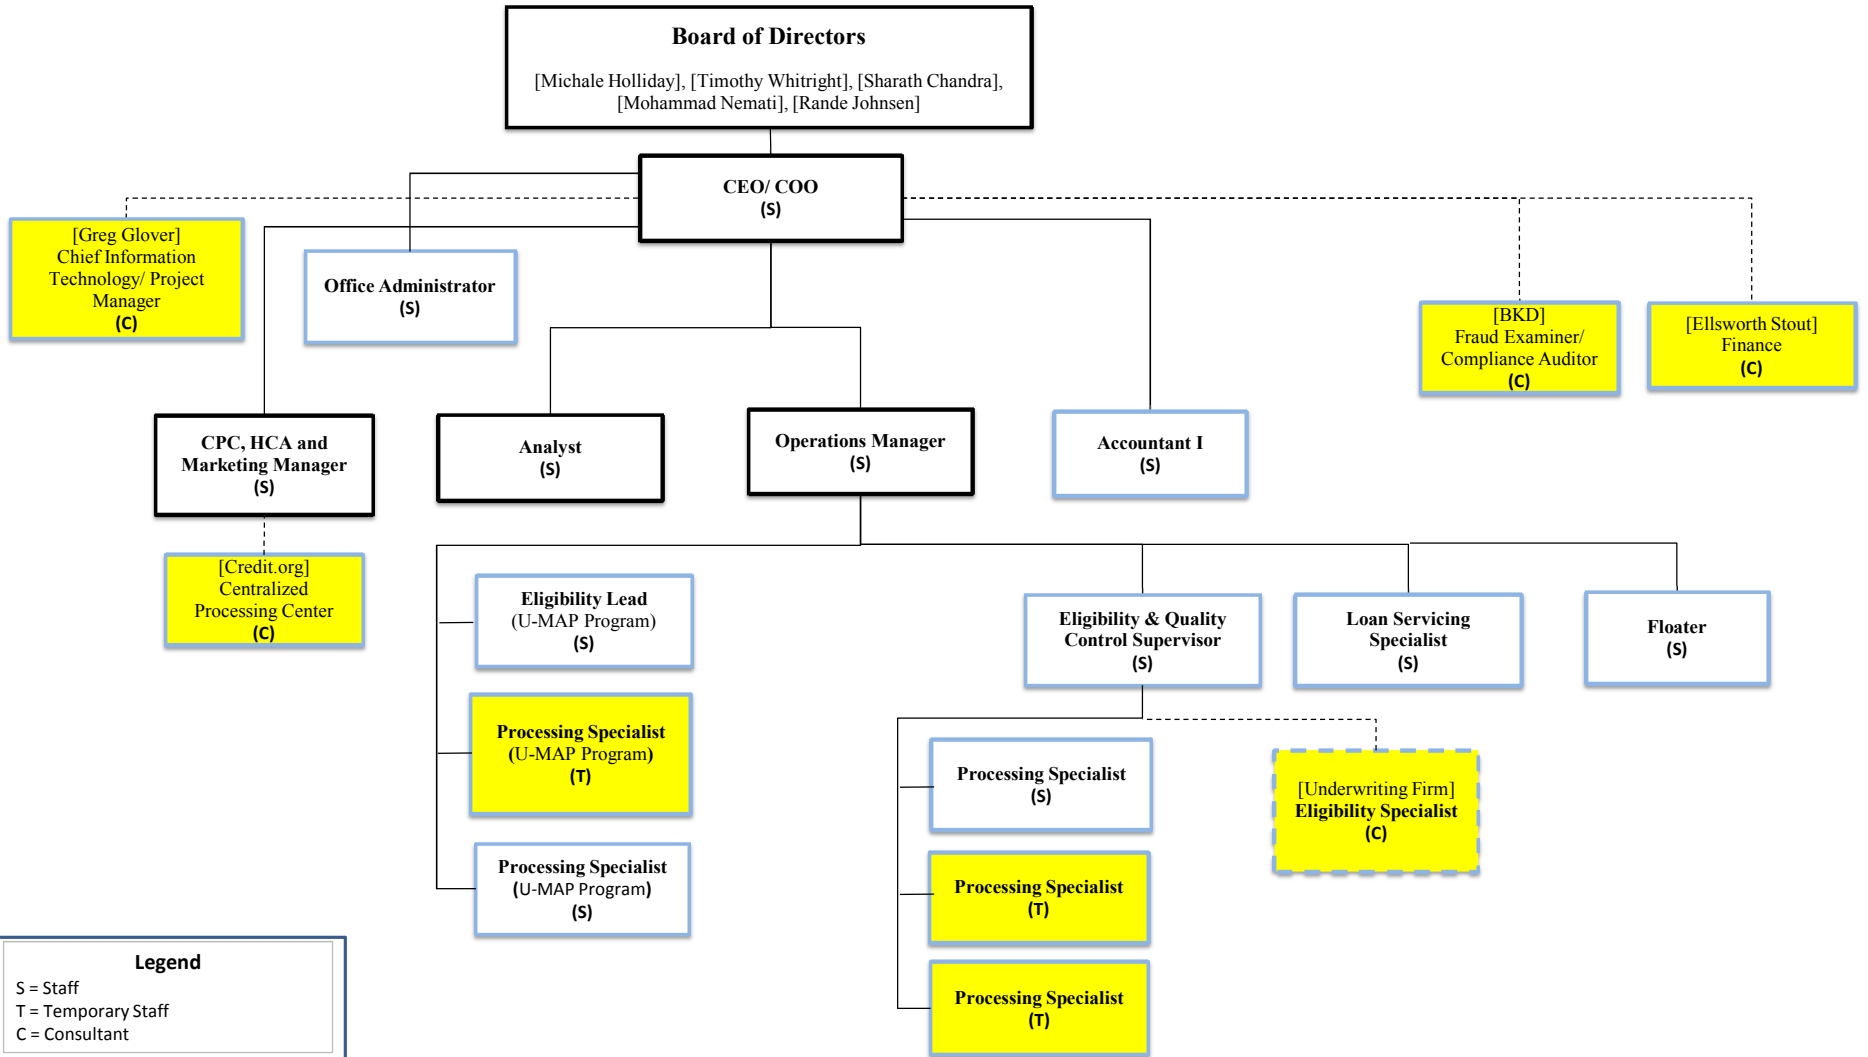 Board of Directors
[Michale Holliday], [Timothy Whitright], [Sharath Chandra],
[Mohammad Nemati], [Rande Johnsen]
CEO/ COO
(S)
[Greg Glover]
Chief Information
Technology/ Project
Manager
(C)
Office Administrator
(S)
[BKD]
Fraud Examiner/
Compliance Auditor
(C)
[Ellsworth Stout]
Finance
(C)
CPC, HCA and
Marketing Manager
(S)
Analyst
(S)
Operations Manager
(S)
Accountant I
(S)
[Credit.org]
Centralized
Processing Center
(C)
Eligibility Lead
(U-MAP Program)
(S)
Eligibility & Quality
Control Supervisor
(S)
Loan Servicing
Specialist
(S)
Floater
(S)
Processing Specialist
(U-MAP Program)
(T)
Processing Specialist
(U-MAP Program)
(S)
Processing Specialist
(S)
[Underwriting Firm]
Eligibility Specialist
(C)
Processing Specialist
(T)
Processing Specialist
(T)
Legend
S = Staff
T = Temporary Staff
C = Consultant